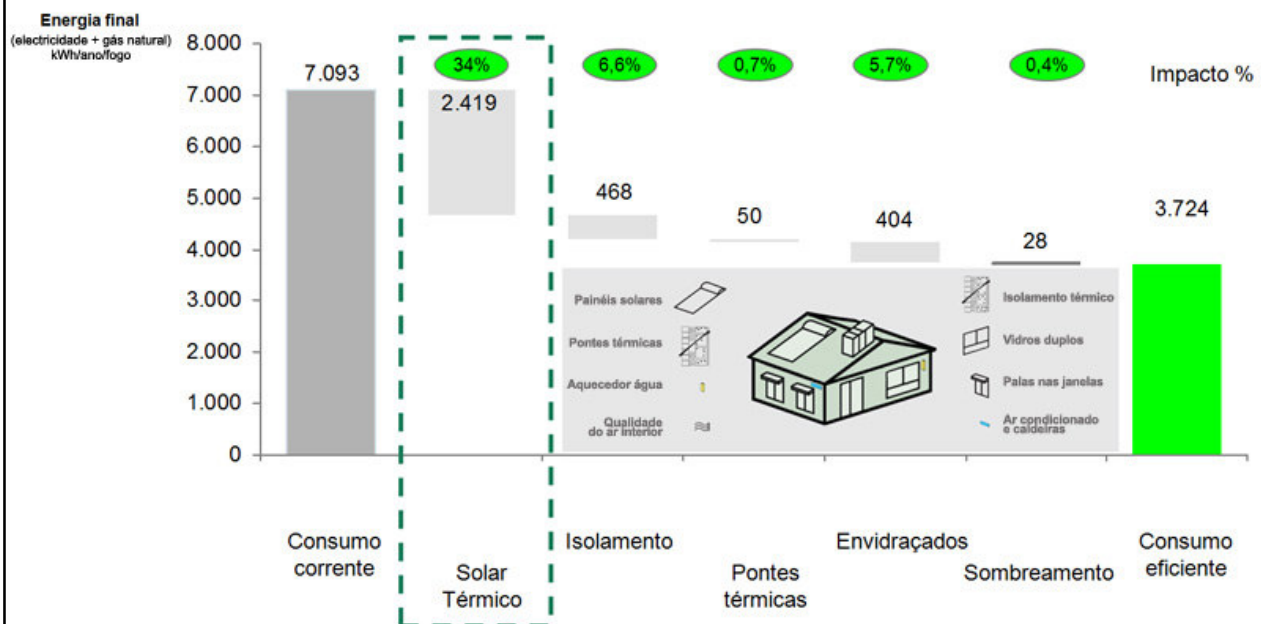 Energia final
(electricidade + gás natural)
kWh/ano/fogo
8.000
7.000
6.000
5.000
4.000
3.000
2.000
1.000
0
7.093
34%
2.419
6,6%
468
0,7%
50
5,7%
404
0,4%
28
Impacto %
3.724
Painéis solares
Pontes térmicas
Aquecedor água
Qualidade
do ar interior
Isolamento térmico
Vidros duplos
Palas nas janelas
Ar condicionado
e caldeiras
Consumo
corrente
Solar
Térmico
Isolamento
Pontes
térmicas
Envidraçados
Sombreamento
Consumo
eficiente